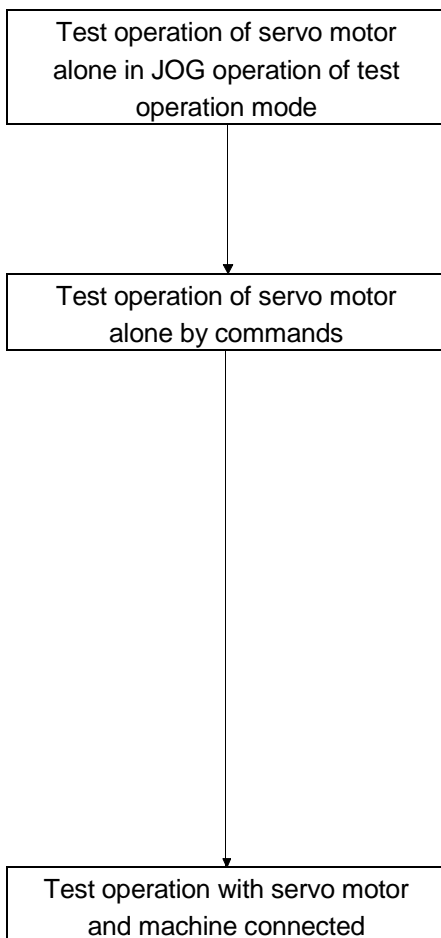 Test operation of servo motor
alone in JOG operation of test
operation mode
Test operation of servo motor
alone by commands
Test operation with servo motor
and machine connected